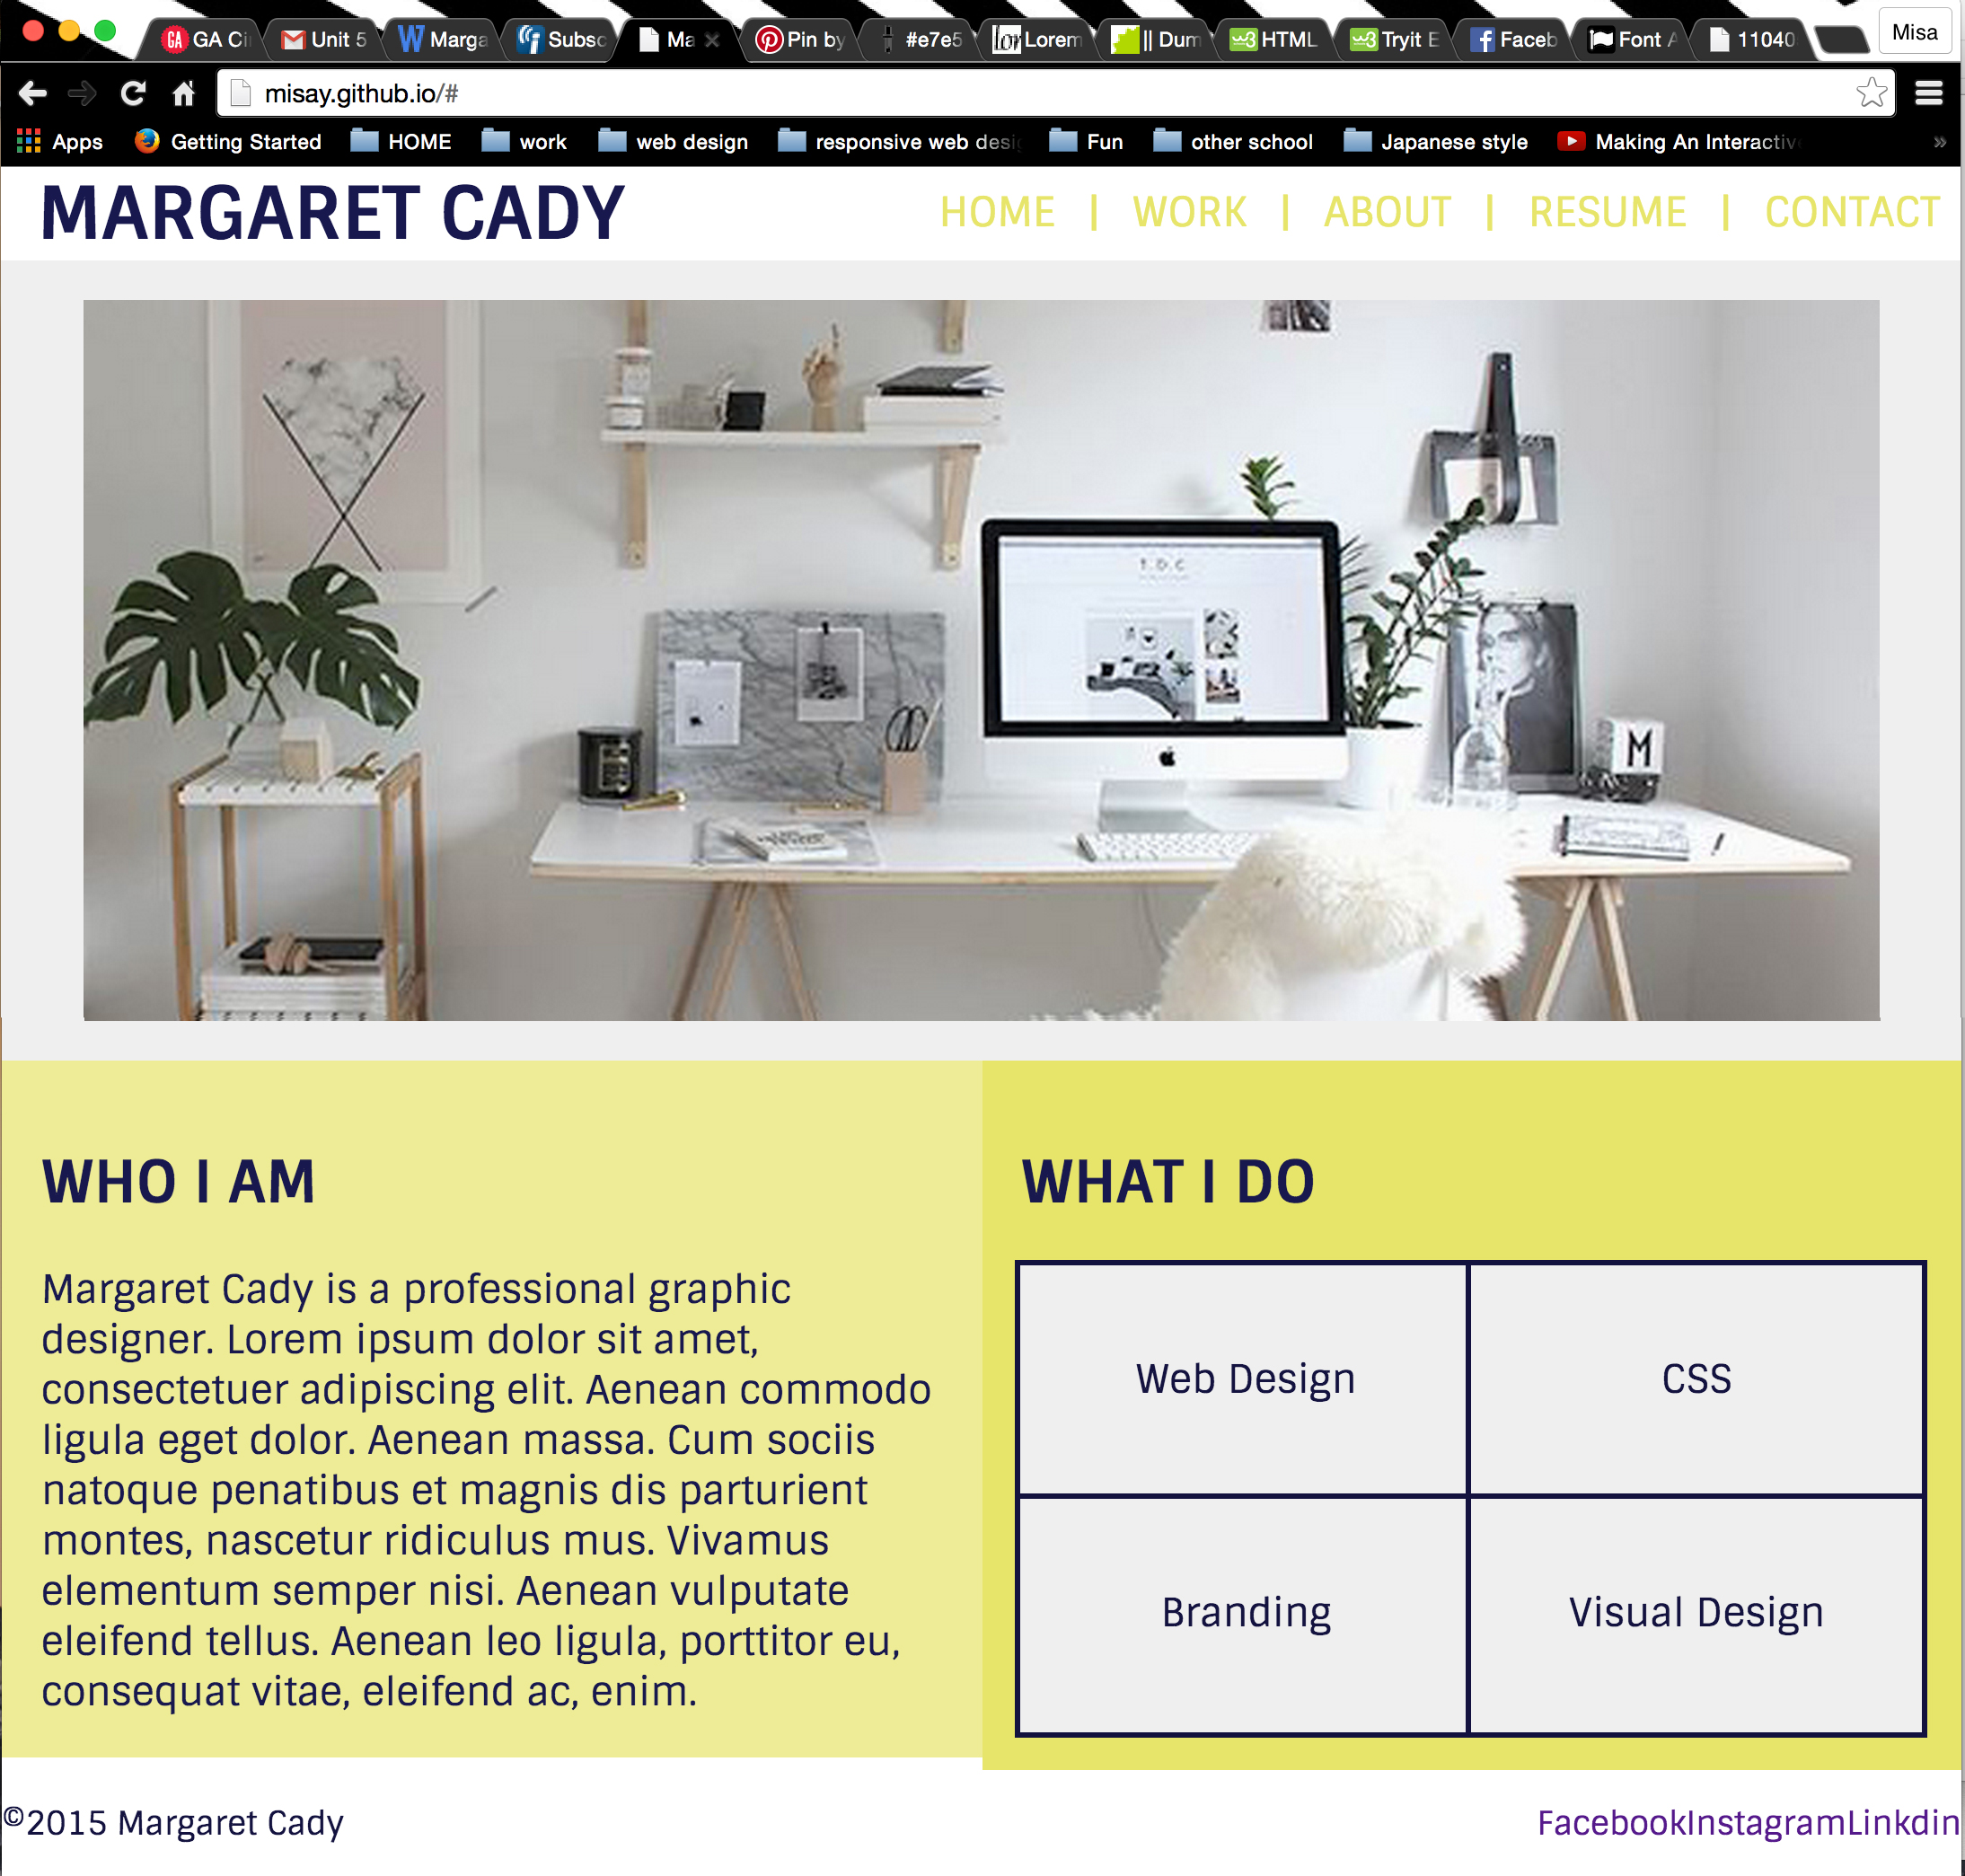 GA Ci
Unit 5
Marga
Subsc
Ma
Pin by
#e7e5
Lorem
|| Dum
HTML
Tryit E
Faceb
Font A
11040
Misa
misay.github.io/#
Apps
Getting Started
HOME
work
web design
responsive web desi
Fun
other school
Japanese style
Making An Interactiv
»
MARGARET CADY
HOME | WORK | ABOUT | RESUME | CONTACT
T.D.C
M
WHO I AM
Margaret Cady is a professional graphic
designer. Lorem ipsum dolor sit amet,
consectetuer adipiscing elit. Aenean commodo
ligula eget dolor. Aenean massa. Cum sociis
natoque penatibus et magnis dis parturient
montes, nascetur ridiculus mus. Vivamus
elementum semper nisi. Aenean vulputate
eleifend tellus. Aenean leo ligula, porttitor eu,
consequat vitae, eleifend ac, enim.
WHAT I DO
Web Design
CSS
Branding
Visual Design
©2015 Margaret Cady
FacebookInstagramLinkdin